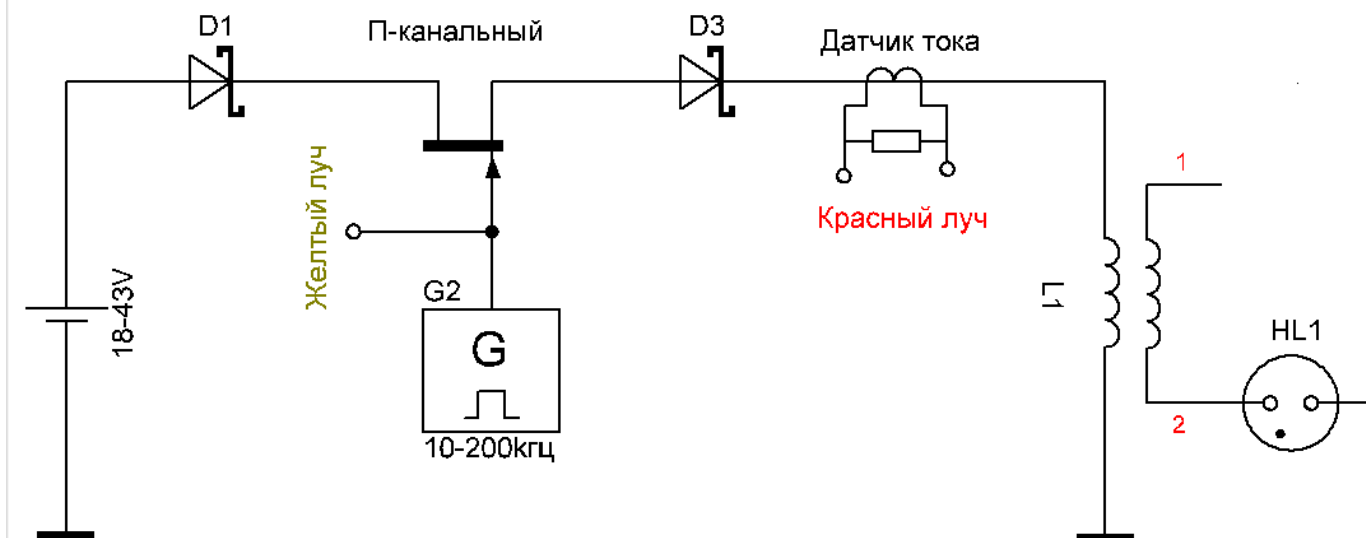 D1
П-канальный
D3
Датчик тока
1
Желтый луч
Красный луч
18-43V
G2
G
L1
HL1
2
10-200кгц